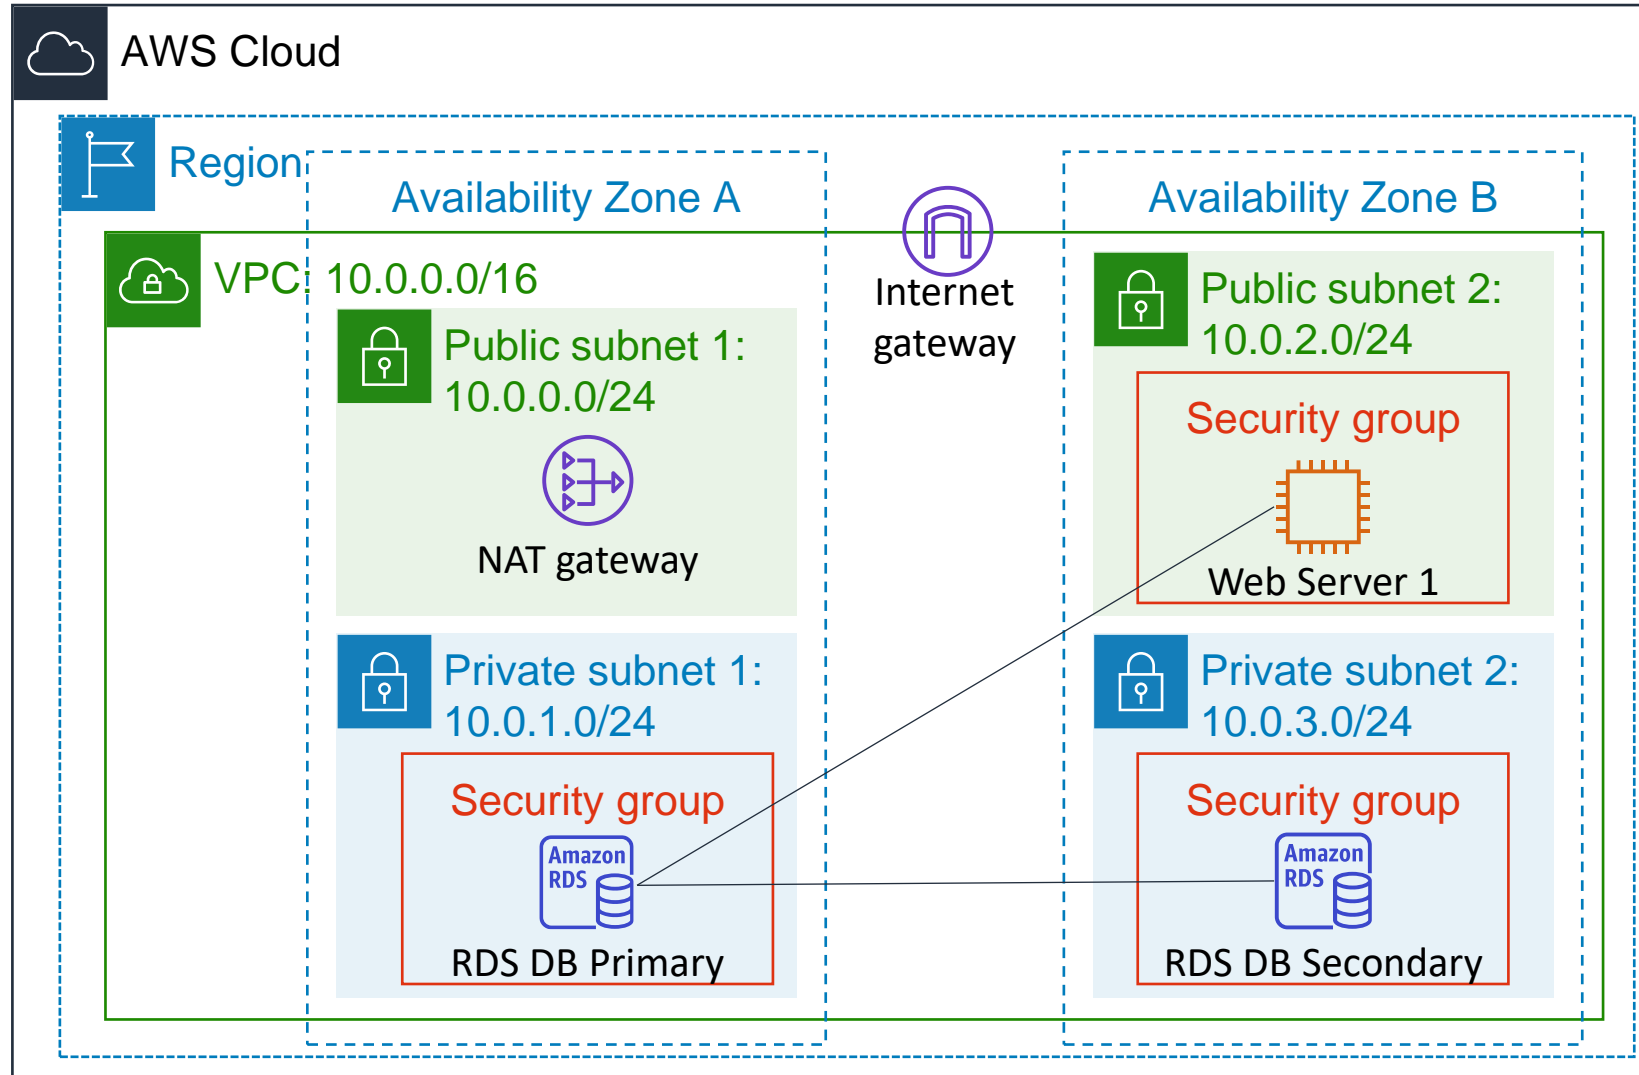 AWS Cloud
Region
Availability Zone A
Availability Zone B
VPC: 10.0.0.0/16
Internet
gateway
Public subnet 1:
10.0.0.0/24
NAT gateway
Public subnet 2:
10.0.2.0/24
Security group
Web Server 1
Private subnet 1:
10.0.1.0/24
Security group
Amazon
RDS
RDS DB Primary
Private subnet 2:
10.0.3.0/24
Security group
Amazon
RDS
RDS DB Secondary